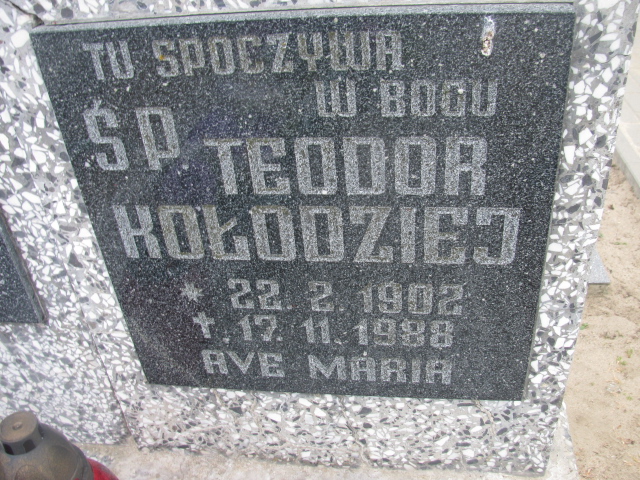 TU SPOCZYWA
W BOGU
ŚP. TEODOR
KOŁODZIEJ
* 22. 2. 1902
✝. 17. 11. 1988
AVE MARIA